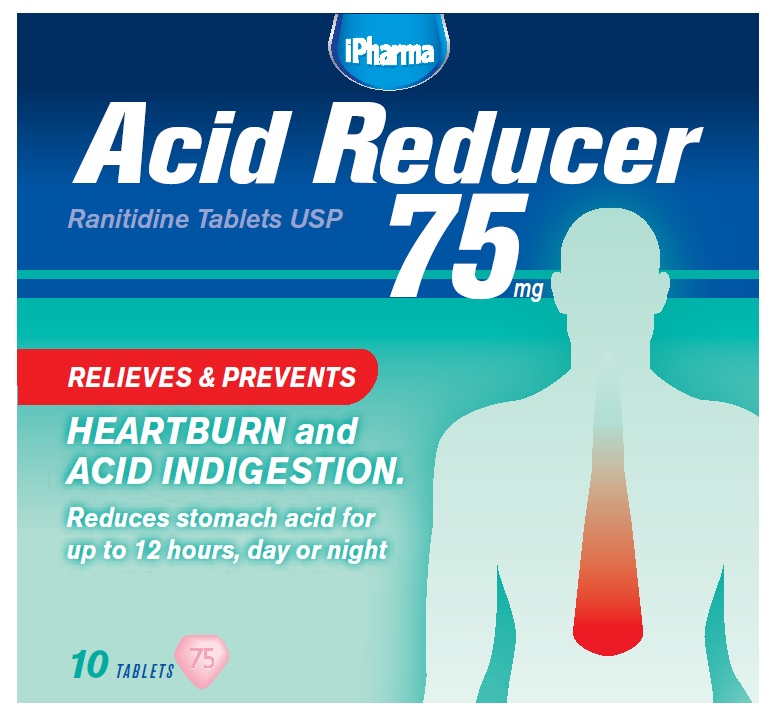 iPharma
Acid Reducer
Ranitidine Tablets USP
75 mg
RELIEVES & PREVENTS
HEARTBURN and
ACID INDIGESTION.
Reduces stomach acid for
up to 12 hours, day or night
10 TABLETS
75